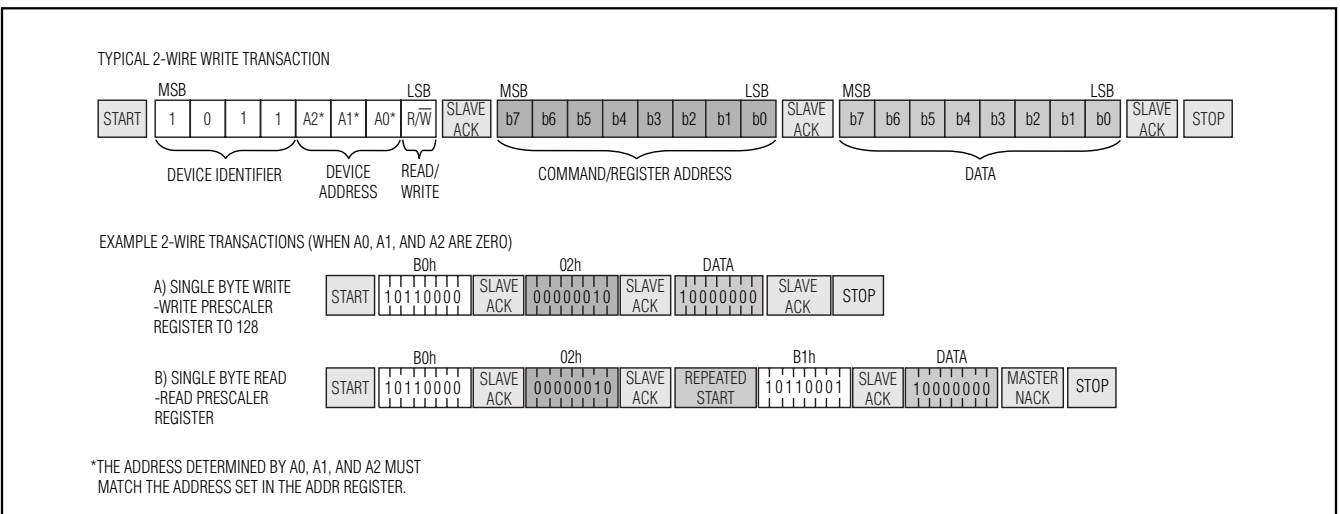 TYPICAL 2-WIRE WRITE TRANSACTION
MSB LSB MSB LSB MSB LSB
START 1 0 1 1 A2* A1* A0* R/W̅ SLAVE ACK b7 b6 b5 b4 b3 b2 b1 b0 SLAVE ACK b7 b6 b5 b4 b3 b2 b1 b0 SLAVE ACK STOP
DEVICE IDENTIFIER DEVICE ADDRESS READ/WRITE COMMAND/REGISTER ADDRESS DATA
EXAMPLE 2-WIRE TRANSACTIONS (WHEN A0, A1, AND A2 ARE ZERO)
B0h 02h DATA
A) SINGLE BYTE WRITE
-WRITE PRESCALER
REGISTER TO 128
START 10110000 SLAVE ACK 00000010 SLAVE ACK 10000000 SLAVE ACK STOP
B0h 02h B1h DATA
B) SINGLE BYTE READ
-READ PRESCALER
REGISTER
START 10110000 SLAVE ACK 00000010 SLAVE ACK REPEATED START 10110001 SLAVE ACK 10000000 MASTER NACK STOP
*THE ADDRESS DETERMINED BY A0, A1, AND A2 MUST
MATCH THE ADDRESS SET IN THE ADDR REGISTER.